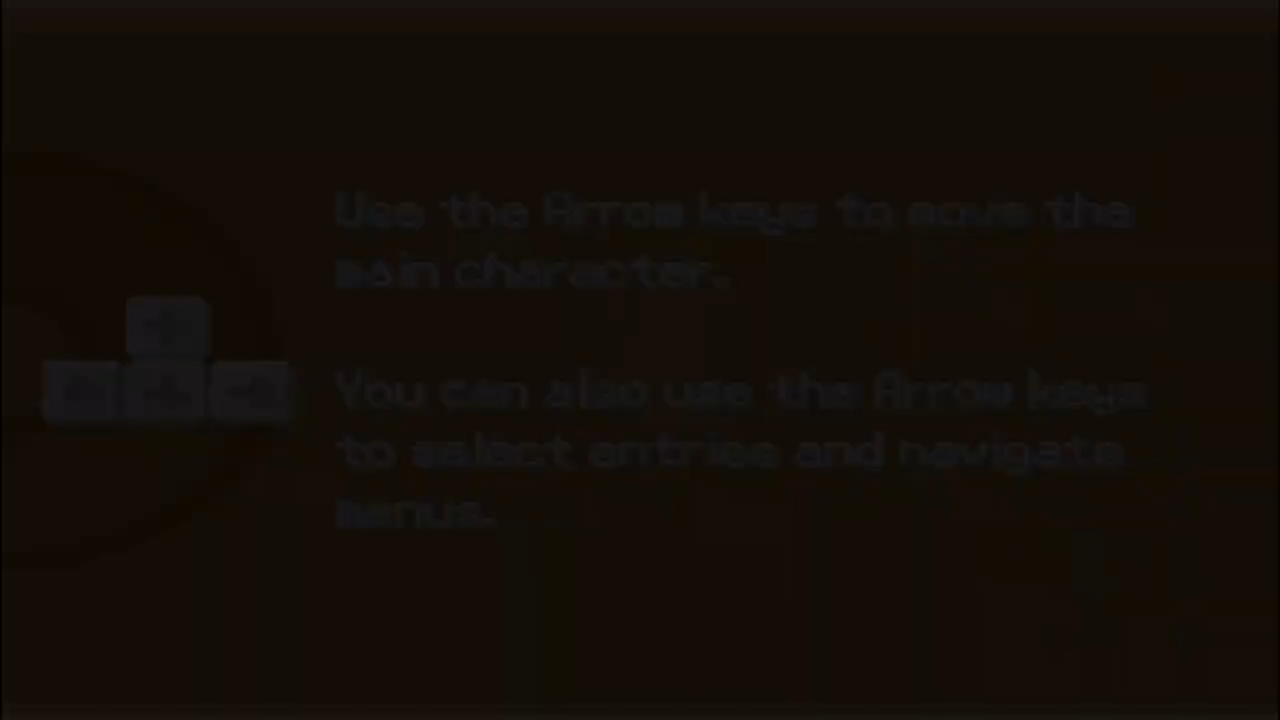 Use the Arrow keys to move the
main character.
You can also use the Arrow keys
to select entries and navigate
menus.